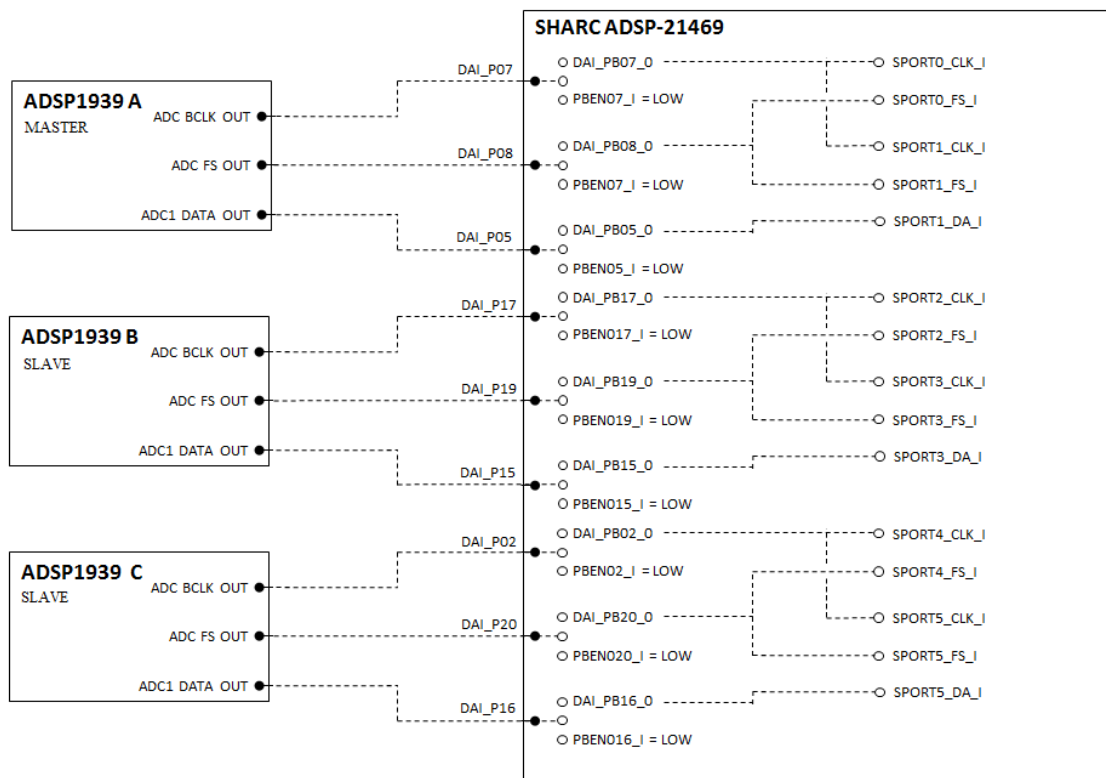 SHARC ADSP-21469
ADSP1939 A
MASTER
ADC BCLK OUT
ADC FS OUT
ADC1 DATA OUT
DAI_P07
DAI_P08
DAI_P05
DAI_PB07_0
PBEN07_I = LOW
DAI_PB08_0
PBEN07_I = LOW
DAI_PB05_0
PBEN05_I = LOW
SPORT0_CLK_I
SPORT0_FS_I
SPORT1_CLK_I
SPORT1_FS_I
SPORT1_DA_I
ADSP1939 B
SLAVE
ADC BCLK OUT
ADC FS OUT
ADC1 DATA OUT
DAI_P17
DAI_P19
DAI_P15
DAI_PB17_0
PBEN017_I = LOW
DAI_PB19_0
PBEN019_I = LOW
DAI_PB15_0
PBEN015_I = LOW
SPORT2_CLK_I
SPORT2_FS_I
SPORT3_CLK_I
SPORT3_FS_I
SPORT3_DA_I
ADSP1939 C
SLAVE
ADC BCLK OUT
ADC FS OUT
ADC1 DATA OUT
DAI_P02
DAI_P20
DAI_P16
DAI_PB02_0
PBEN02_I = LOW
DAI_PB20_0
PBEN020_I = LOW
DAI_PB16_0
PBEN016_I = LOW
SPORT4_CLK_I
SPORT4_FS_I
SPORT5_CLK_I
SPORT5_FS_I
SPORT5_DA_I